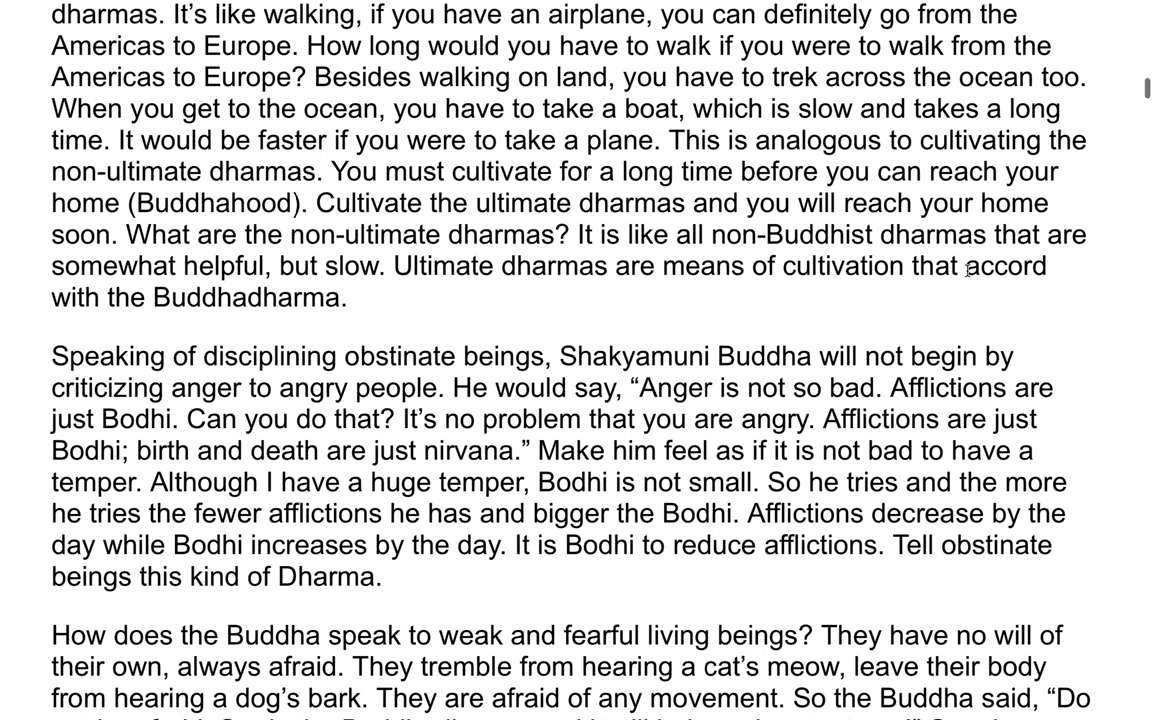 dharmas. It’s like walking, if you have an airplane, you can definitely go from the
Americas to Europe. How long would you have to walk if you were to walk from the
Americas to Europe? Besides walking on land, you have to trek across the ocean too.
When you get to the ocean, you have to take a boat, which is slow and takes a long
time. It would be faster if you were to take a plane. This is analogous to cultivating the
non-ultimate dharmas. You must cultivate for a long time before you can reach your
home (Buddhahood). Cultivate the ultimate dharmas and you will reach your home
soon. What are the non-ultimate dharmas? It is like all non-Buddhist dharmas that are
somewhat helpful, but slow. Ultimate dharmas are means of cultivation that accord
with the Buddhadharma.
Speaking of disciplining obstinate beings, Shakyamuni Buddha will not begin by
criticizing anger to angry people. He would say, “Anger is not so bad. Afflictions are
just Bodhi. Can you do that? It’s no problem that you are angry. Afflictions are just
Bodhi; birth and death are just nirvana.” Make him feel as if it is not bad to have a
temper. Although I have a huge temper, Bodhi is not small. So he tries and the more
he tries the fewer afflictions he has and bigger the Bodhi. Afflictions decrease by the
day while Bodhi increases by the day. It is Bodhi to reduce afflictions. Tell obstinate
beings this kind of Dharma.
How does the Buddha speak to weak and fearful living beings? They have no will of
their own, always afraid. They tremble from hearing a cat’s meow, leave their body
from hearing a dog’s bark. They are afraid of any movement. So the Buddha said, “Do